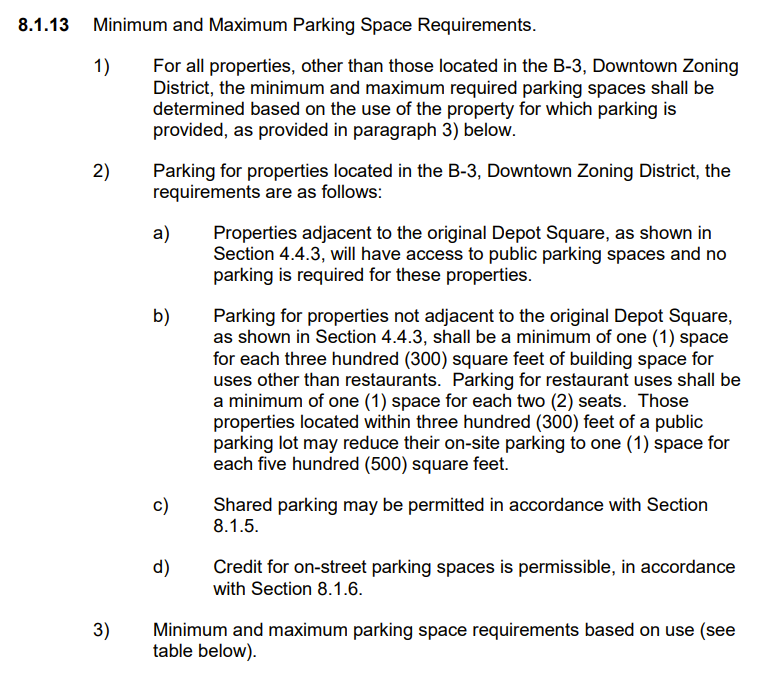 8.1.13 Minimum and Maximum Parking Space Requirements.
1) For all properties, other than those located in the B-3, Downtown Zoning
District, the minimum and maximum required parking spaces shall be
determined based on the use of the property for which parking is
provided, as provided in paragraph 3) below.
2) Parking for properties located in the B-3, Downtown Zoning District, the
requirements are as follows:
a) Properties adjacent to the original Depot Square, as shown in
Section 4.4.3, will have access to public parking spaces and no
parking is required for these properties.
b) Parking for properties not adjacent to the original Depot Square,
as shown in Section 4.4.3, shall be a minimum of one (1) space
for each three hundred (300) square feet of building space for
uses other than restaurants.  Parking for restaurant uses shall be
a minimum of one (1) space for each two (2) seats.  Those
properties located within three hundred (300) feet of a public
parking lot may reduce their on-site parking to one (1) space for
each five hundred (500) square feet.
c) Shared parking may be permitted in accordance with Section
8.1.5.
d) Credit for on-street parking spaces is permissible, in accordance
with Section 8.1.6.
3) Minimum and maximum parking space requirements based on use (see
table below).